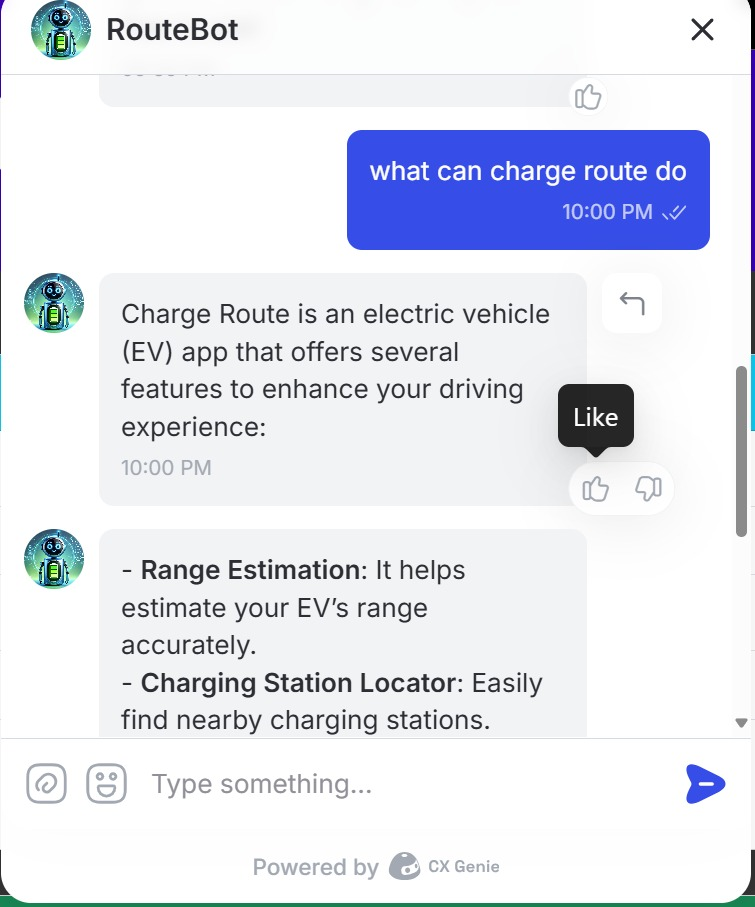 RouteBot
what can charge route do
10:00 PM
Charge Route is an electric vehicle
(EV) app that offers several
features to enhance your driving
experience:
10:00 PM
Like
- Range Estimation: It helps
estimate your EV’s range
accurately.
- Charging Station Locator: Easily
find nearby charging stations.
Type something...
Powered by CX Genie